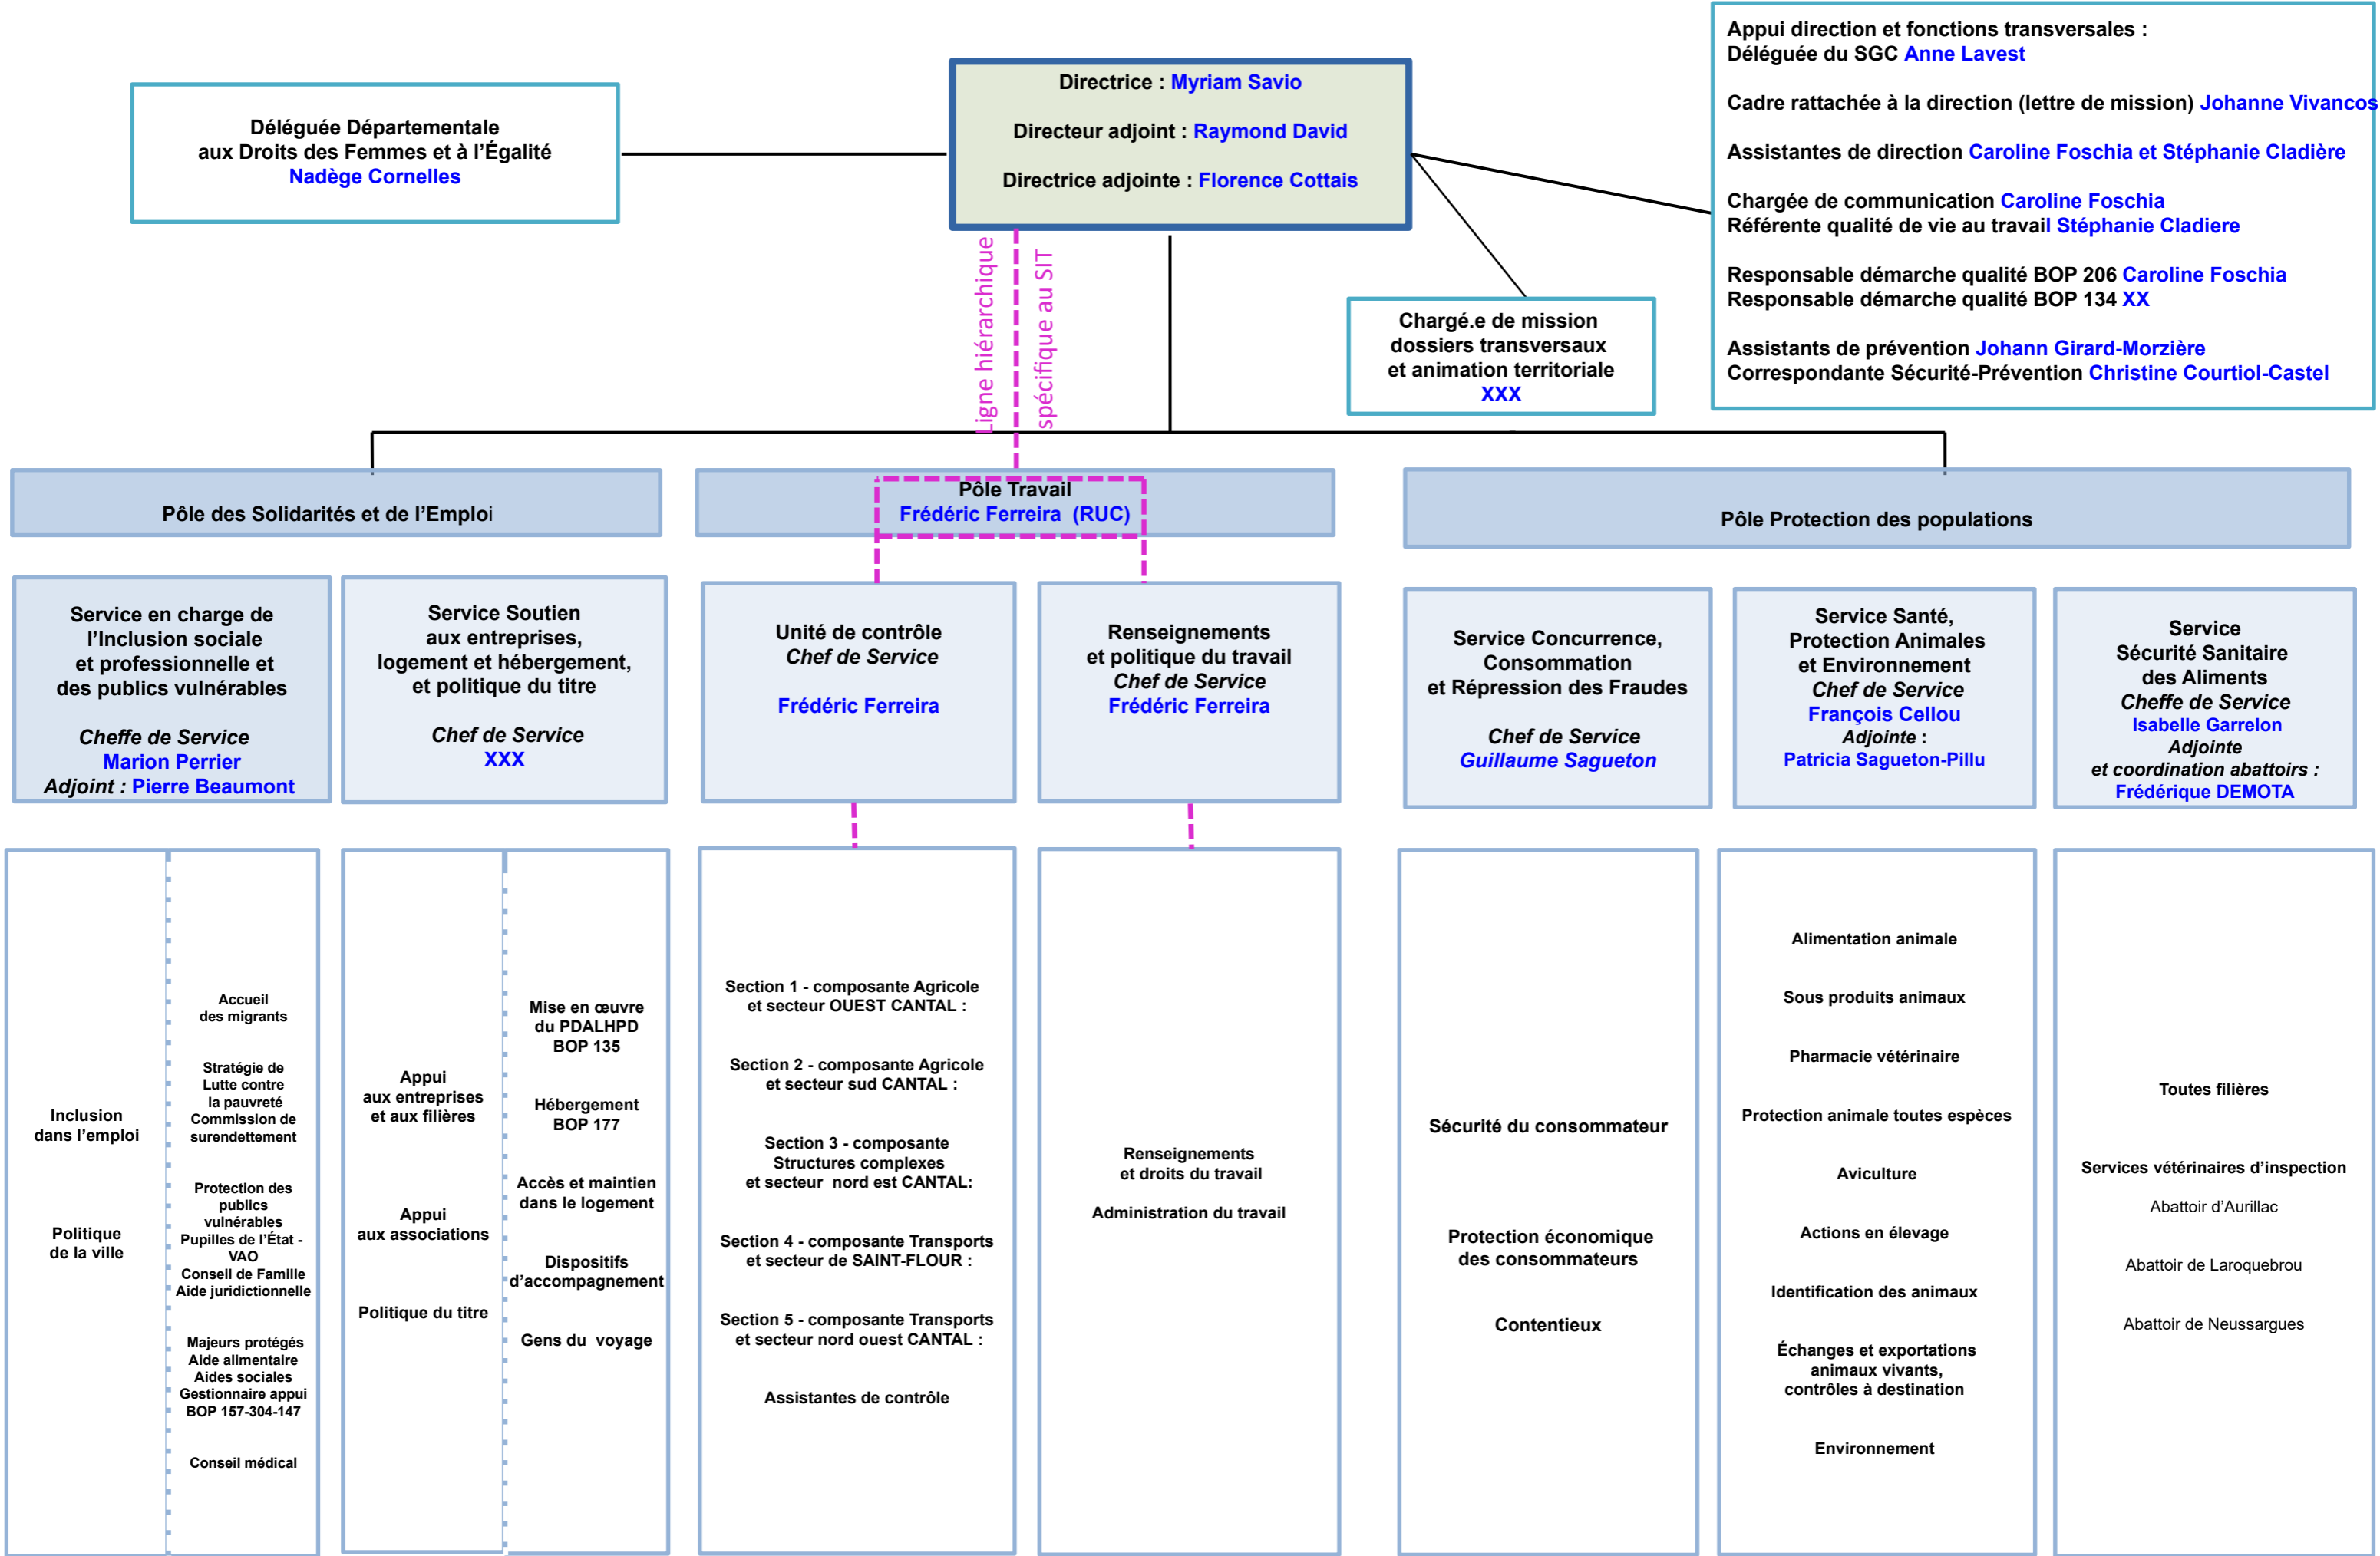 Appui direction et fonctions transversales :
Déléguée du SGC Anne Lavest
Cadre rattachée à la direction (lettre de mission) Johanne Vivancos
Assistantes de direction Caroline Foschia et Stéphanie Cladière
Chargée de communication Caroline Foschia
Référente qualité de vie au travail Stéphanie Cladiere
Responsable démarche qualité BOP 206 Caroline Foschia
Responsable démarche qualité BOP 134 XX
Assistants de prévention Johann Girard-Morzière
Correspondante Sécurité-Prévention Christine Courtiol-Castel
Directrice : Myriam Savio
Directeur adjoint : Raymond David
Directrice adjointe : Florence Cottais
Déléguée Départementale
aux Droits des Femmes et à l’Égalité
Nadège Cornelles
Ligne hiérarchique
spécifique au SIT
Chargé.e de mission
dossiers transversaux
et animation territoriale
XXX
Pôle des Solidarités et de l’Emploi
Pôle Travail
Frédéric Ferreira (RUC)
Pôle Protection des populations
Service en charge de
l’Inclusion sociale
et professionnelle et
des publics vulnérables
Cheffe de Service
Marion Perrier
Adjoint : Pierre Beaumont
Service Soutien
aux entreprises,
logement et hébergement,
et politique du titre
Chef de Service
XXX
Unité de contrôle
Chef de Service
Frédéric Ferreira
Renseignements
et politique du travail
Chef de Service
Frédéric Ferreira
Service Concurrence,
Consommation
et Répression des Fraudes
Chef de Service
Guillaume Sagueton
Service Santé,
Protection Animales
et Environnement
Chef de Service
François Cellou
Adjointe :
Patricia Sagueton-Pillu
Service
Sécurité Sanitaire
des Aliments
Cheffe de Service
Isabelle Garrelon
Adjointe
et coordination abattoirs :
Frédérique DEMOTA
Inclusion
dans l’emploi
Politique
de la ville
Accueil
des migrants
Stratégie de
Lutte contre
la pauvreté
Commission de
surendettement
Protection des
publics
vulnérables
Pupilles de l’État -
VAO
Conseil de Famille
Aide juridictionnelle
Majeurs protégés
Aide alimentaire
Aides sociales
Gestionnaire appui
BOP 157-304-147
Conseil médical
Appui
aux entreprises
et aux filières
Appui
aux associations
Politique du titre
Mise en œuvre
du PDALHPD
BOP 135
Hébergement
BOP 177
Accès et maintien
dans le logement
Dispositifs
d’accompagnement
Gens du voyage
Section 1 - composante Agricole
et secteur OUEST CANTAL :
Section 2 - composante Agricole
et secteur sud CANTAL :
Section 3 - composante
Structures complexes
et secteur nord est CANTAL:
Section 4 - composante Transports
et secteur de SAINT-FLOUR :
Section 5 - composante Transports
et secteur nord ouest CANTAL :
Assistantes de contrôle
Renseignements
et droits du travail
Administration du travail
Sécurité du consommateur
Protection économique
des consommateurs
Contentieux
Alimentation animale
Sous produits animaux
Pharmacie vétérinaire
Protection animale toutes espèces
Aviculture
Actions en élevage
Identification des animaux
Échanges et exportations
animaux vivants,
contrôles à destination
Environnement
Toutes filières
Services vétérinaires d’inspection
Abattoir d’Aurillac
Abattoir de Laroquebrou
Abattoir de Neussargues